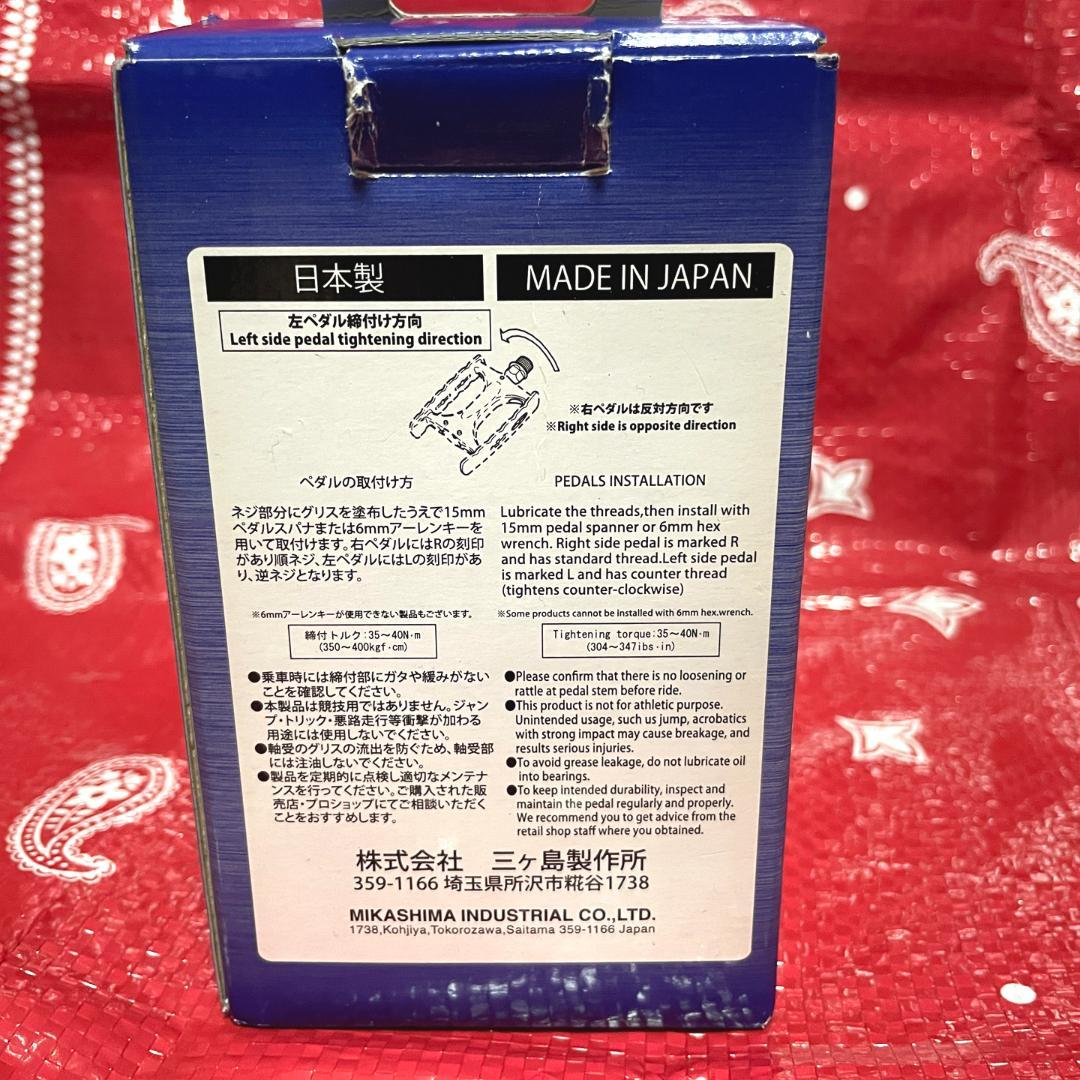 日本製
MADE IN JAPAN
左ペダル締付け方向
Left side pedal tightening direction
※右ペダルは反対方向です
※Right side is opposite direction
ペダルの取付け方
ネジ部分にグリスを塗布したうえで15mm
ペダルスパナまたは6mmアーレンキーを
用いて取付けます。右ペダルにはRの刻印
があり順ネジ、左ペダルにはLの刻印があ
り、逆ネジとなります。
※6mmアーレンキーが使用できない製品もございます。
締付トルク:35～40N·m
(350～400kgf·cm)
●乗車時には締付部にガタや緩みがない
ことを確認してください。
●本製品は競技用ではありません。ジャン
プ・トリック・悪路走行等衝撃が加わる
用途には使用しないでください。
●軸受のグリスの流出を防ぐため、軸受部
には注油しないでください。
●製品を定期的に点検し適切なメンテナ
ンスを行ってください。ご購入された販
売店・プロショップにてご相談いただく
ことをおすすめします。
PEDALS INSTALLATION
Lubricate the threads,then install with
15mm pedal spanner or 6mm hex
wrench. Right side pedal is marked R
and has standard thread.Left side pedal
is marked L and has counter thread
(tightens counter-clockwise)
※Some products cannot be installed with 6mm hex.wrench.
Tightening torque:35～40N·m
(304～347ibs·in)
●Please confirm that there is no loosening or
rattle at pedal stem before ride.
●This product is not for athletic purpose.
Unintended usage, such us jump, acrobatics
with strong impact may cause breakage, and
results serious injuries.
●To avoid grease leakage, do not lubricate oil
into bearings.
●To keep intended durability, inspect and
maintain the pedal regularly and properly.
We recommend you to get advice from the
retail shop staff where you obtained.
株式会社 三ヶ島製作所
359-1166 埼玉県所沢市糀谷1738
MIKASHIMA INDUSTRIAL CO.,LTD.
1738,Kohjiya,Tokorozawa,Saitama 359-1166 Japan